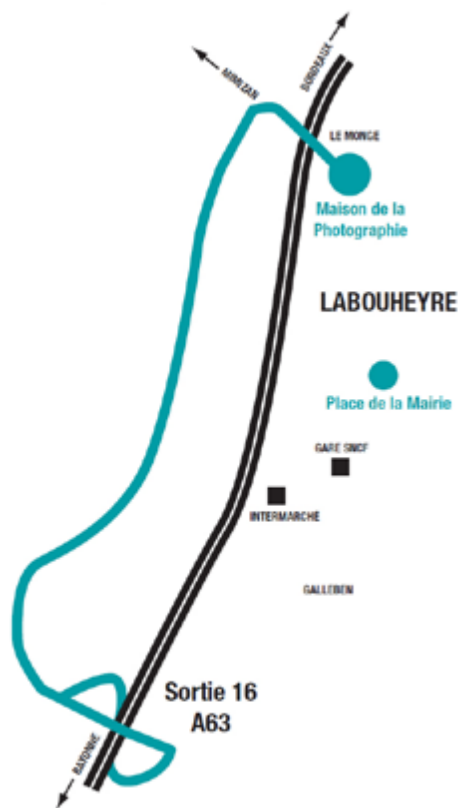 MIMIZAN
BORDEAUX
LE MONGE
Maison de la
Photographie
LABOUHEYRE
Place de la Mairie
GARE SNCF
INTERMARCHE
GALLEBEN
Sortie 16
A63
BAYONNE